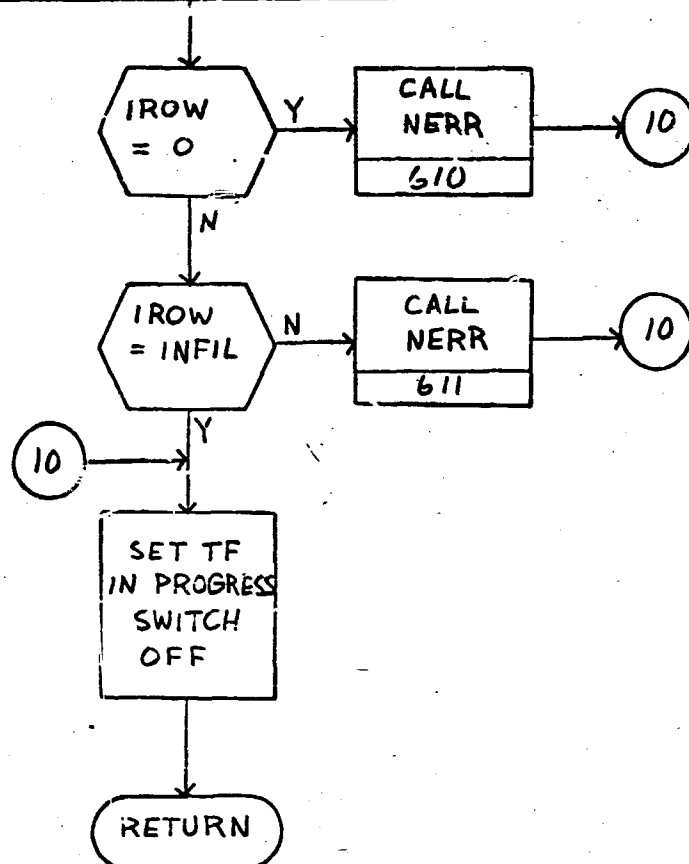 IROW
= 0
Y
CALL
NERR
610
10
N
IROW
= INFIL
N
CALL
NERR
611
10
Y
10
SET TF
IN PROGRESS
SWITCH
OFF
RETURN